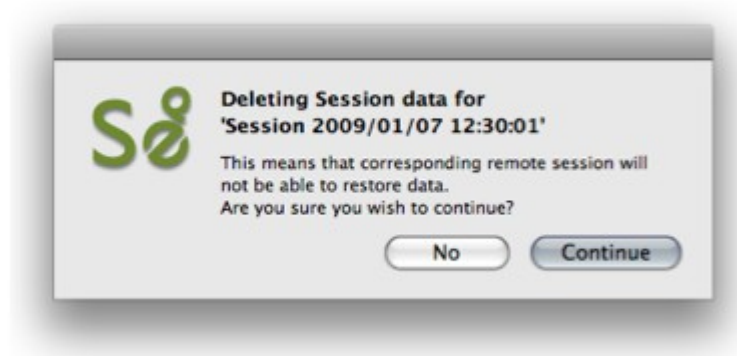 Se
Deleting Session data for
'Session 2009/01/07 12:30:01'
This means that corresponding remote session will
not be able to restore data.
Are you sure you wish to continue?
No Continue